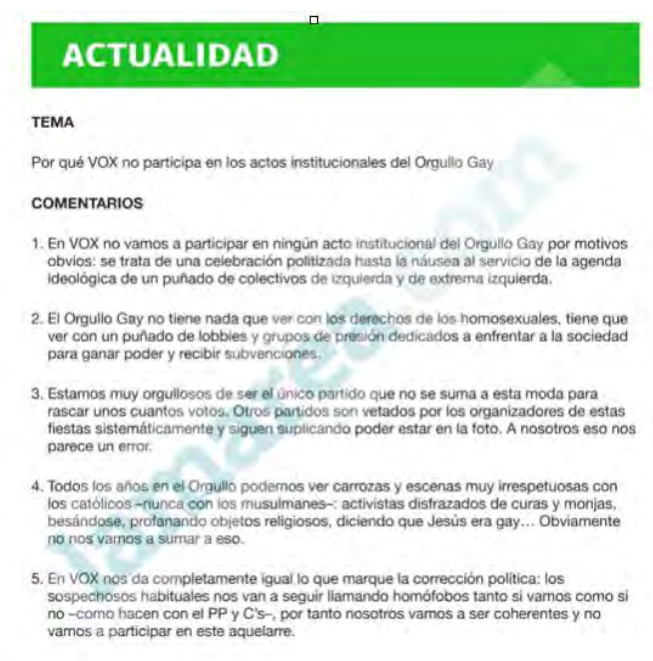 ACTUALIDAD
TEMA
Por qué VOX no participa en los actos institucionales del Orgullo Gay
COMENTARIOS
1. En VOX no vamos a participar en ningún acto institucional del Orgullo Gay por motivos
obvios: se trata de una celebración politizada hasta la náusea al servicio de la agenda
ideológica de un puñado de colectivos de izquierda y de extrema izquierda.
2. El Orgullo Gay no tiene nada que ver con los derechos de los homosexuales, tiene que
ver con un puñado de lobbies y grupos de presión dedicados a enfrentar a la sociedad
para ganar poder y recibir subvenciones.
3. Estamos muy orgullosos de ser el único partido que no se suma a esta moda para
rascar unos cuantos votos. Otros partidos son vetados por los organizadores de estas
fiestas sistemáticamente y siguen suplicando poder estar en la foto. A nosotros eso nos
parece un error.
4. Todos los años en el Orgullo podemos ver carrozas y escenas muy irrespetuosas con
los católicos –nunca con los musulmanes–: activistas disfrazados de curas y monjas,
besándose, profanando objetos religiosos, diciendo que Jesús era gay... Obviamente
no nos vamos a sumar a eso.
5. En VOX nos da completamente igual lo que marque la corrección política: los
sospechosos habituales nos van a seguir llamando homófobos tanto si vamos como si
no –como hacen con el PP y C's–, por tanto nosotros vamos a ser coherentes y no
vamos a participar en este aquelarre.
lamarea.com